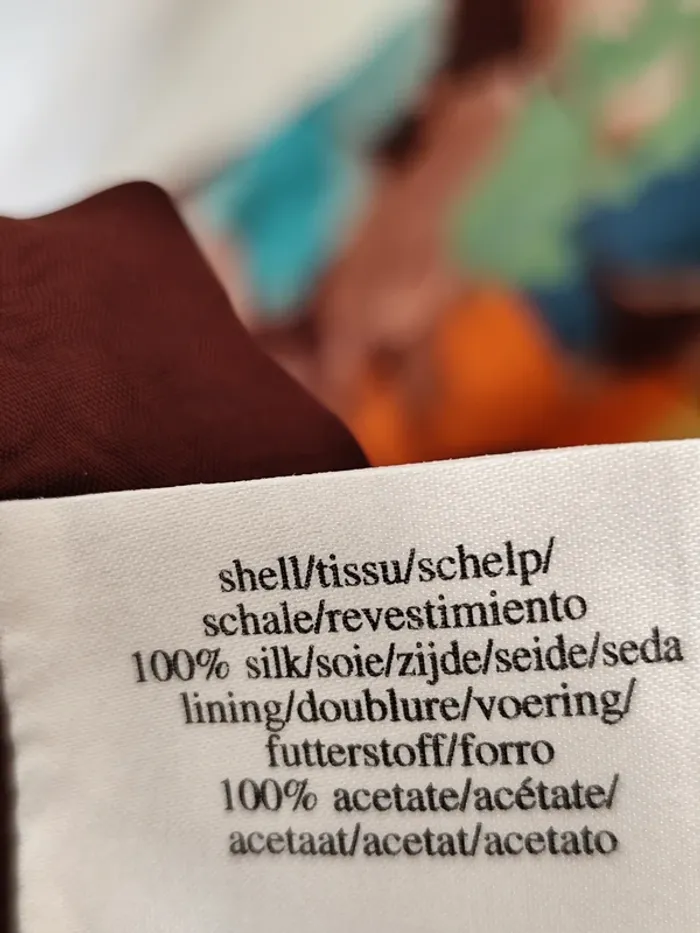 shell/tissu/schelp/
schale/revestimiento
100% silk/soie/zijde/seide/seda
lining/doublure/voering/
futterstoff/forro
100% acetate/acétate/
acetaat/acetat/acetato